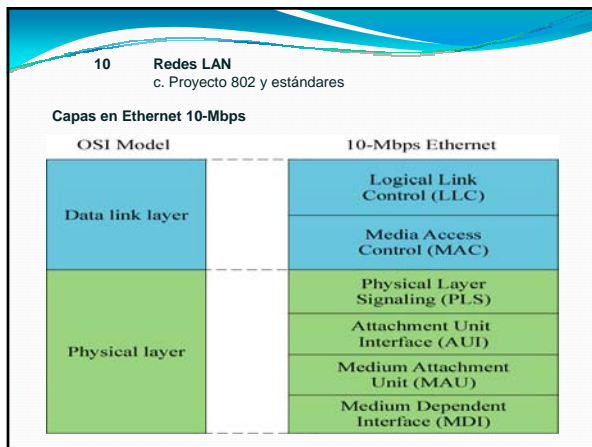 10 Redes LAN
c. Proyecto 802 y estándares
Capas en Ethernet 10-Mbps
OSI Model
10-Mbps Ethernet
Data link layer
Logical Link
Control (LLC)
Media Access
Control (MAC)
Physical layer
Physical Layer
Signaling (PLS)
Attachment Unit
Interface (AUI)
Medium Attachment
Unit (MAU)
Medium Dependent
Interface (MDI)